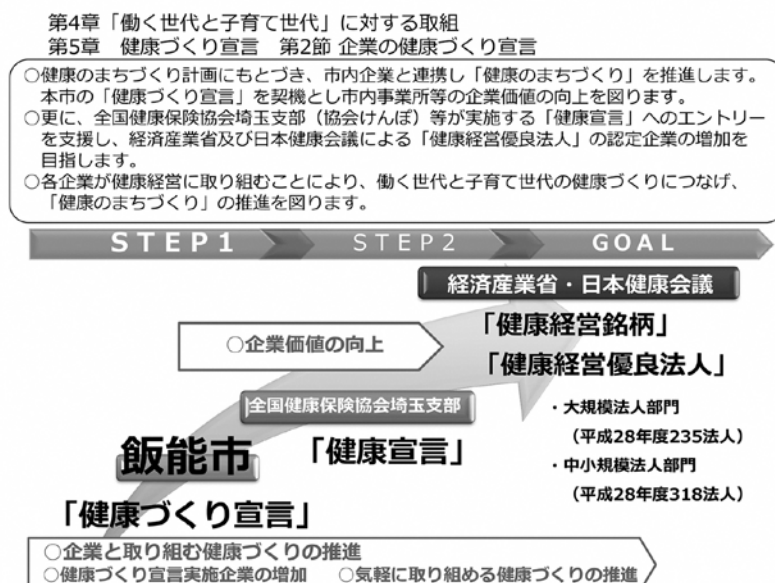 第4章「働く世代と子育て世代」に対する取組
第5章　健康づくり宣言　第2節 企業の健康づくり宣言
○健康のまちづくり計画にもとづき、市内企業と連携し「健康のまちづくり」を推進します。
本市の「健康づくり宣言」を契機とし市内事業所等の企業価値の向上を図ります。
○更に、全国健康保険協会埼玉支部（協会けんぽ）等が実施する「健康宣言」へのエントリー
を支援し、経済産業省及び日本健康会議による「健康経営優良法人」の認定企業の増加を
目指します。
○各企業が健康経営に取り組むことにより、働く世代と子育て世代の健康づくりにつなげ、
「健康のまちづくり」の推進を図ります。
STEP1　STEP2　GOAL
経済産業省・日本健康会議
「健康経営銘柄」
○企業価値の向上
「健康経営優良法人」
全国健康保険協会埼玉支部
・大規模法人部門
（平成28年度235法人）
飯能市
「健康宣言」
・中小規模法人部門
（平成28年度318法人）
「健康づくり宣言」
○企業と取り組む健康づくりの推進
○健康づくり宣言実施企業の増加　○気軽に取り組める健康づくりの推進